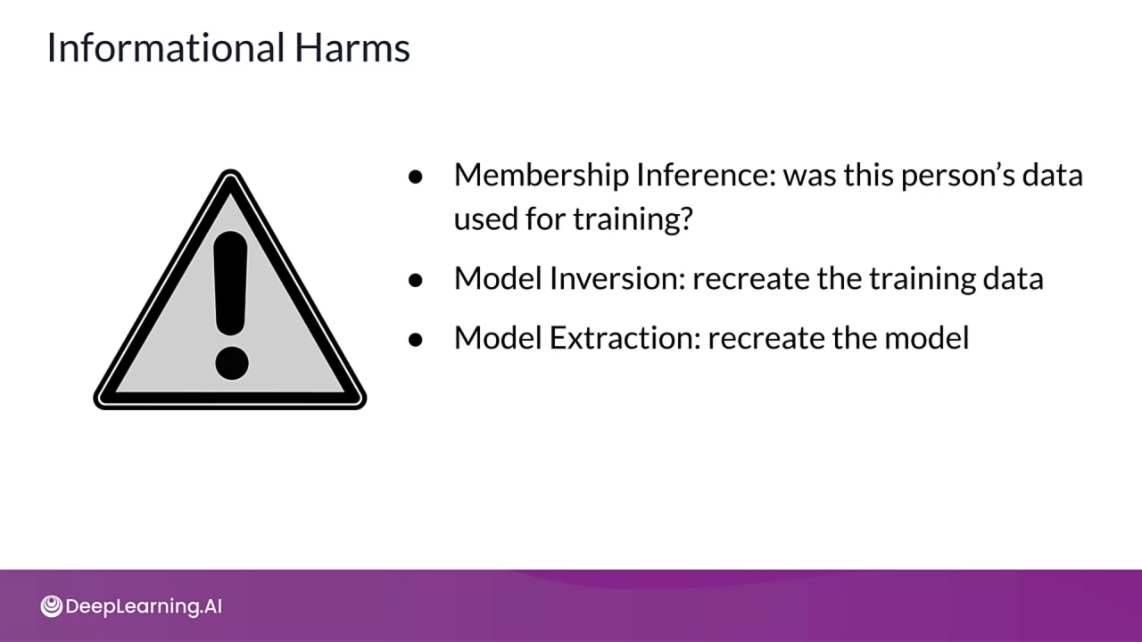 Informational Harms
● Membership Inference: was this person’s data
used for training?
● Model Inversion: recreate the training data
● Model Extraction: recreate the model
DeepLearning.AI